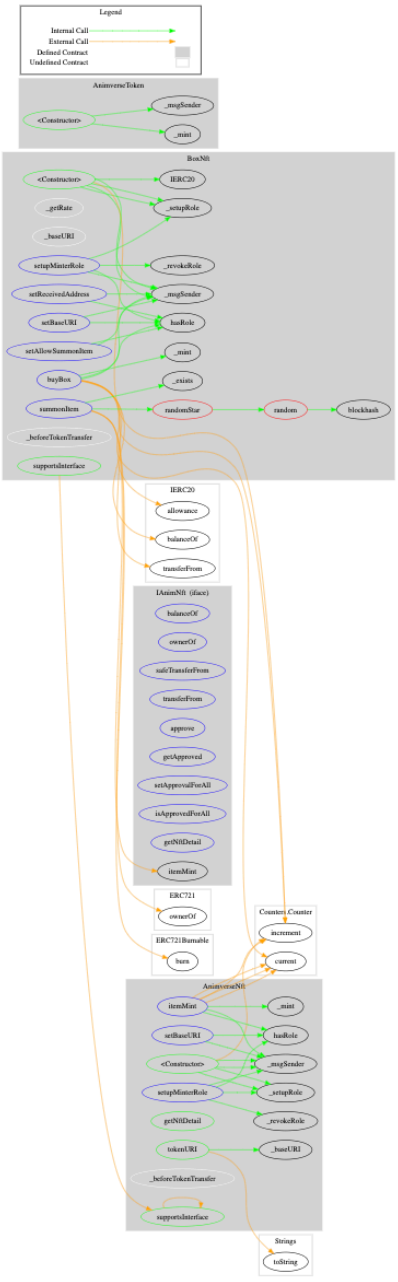 Legend
Internal Call
External Call
Defined Contract
Undefined Contract
AnimverseToken
<Constructor>
_msgSender
_mint
BoxNft
<Constructor>
IERC20
_getRate
_setupRole
_baseURI
setupMinterRole
_revokeRole
setReceivedAddress
_msgSender
setBaseURI
hasRole
setAllowSummonItem
_mint
buyBox
_exists
summonItem
randomStar
random
blockhash
_beforeTokenTransfer
supportsInterface
IERC20
allowance
balanceOf
transferFrom
IAnimNft (iface)
balanceOf
ownerOf
safeTransferFrom
transferFrom
approve
getApproved
setApprovalForAll
isApprovedForAll
getNftDetail
itemMint
ERC721
ownerOf
Counters.Counter
increment
ERC721Burnable
burn
current
AnimverseNft
itemMint
_mint
setBaseURI
hasRole
<Constructor>
_msgSender
setupMinterRole
_setupRole
getNftDetail
_revokeRole
tokenURI
_baseURI
_beforeTokenTransfer
supportsInterface
Strings
toString